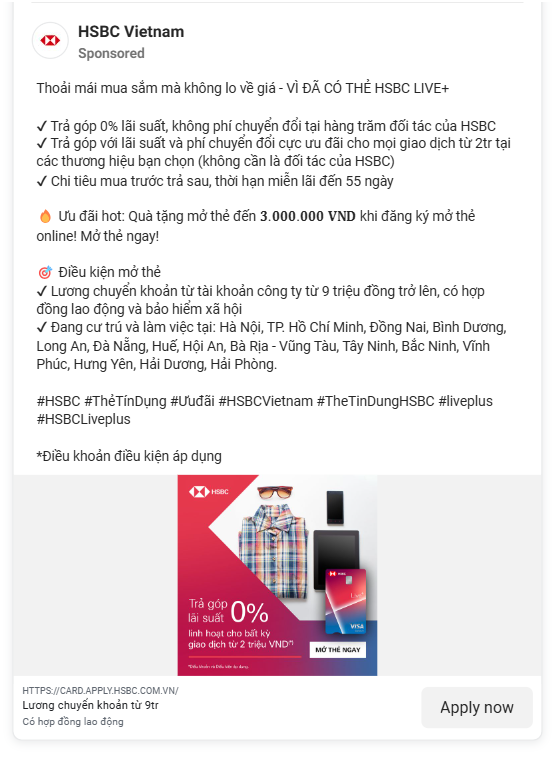 HSBC Vietnam
Sponsored
Thoải mái mua sắm mà không lo về giá - VÌ ĐÃ CÓ THẺ HSBC LIVE+
✓ Trả góp 0% lãi suất, không phí chuyển đổi tại hàng trăm đối tác của HSBC
✓ Trả góp với lãi suất và phí chuyển đổi cực ưu đãi cho mọi giao dịch từ 2tr tại
các thương hiệu bạn chọn (không cần là đối tác của HSBC)
✓ Chi tiêu mua trước trả sau, thời hạn miễn lãi đến 55 ngày
🔥 Ưu đãi hot: Quà tặng mở thẻ đến 𝟑.𝟎𝟎𝟎.𝟎𝟎𝟎 𝐕𝐍𝐃 khi đăng ký mở thẻ
online! Mở thẻ ngay!
🎯 Điều kiện mở thẻ
✓ Lương chuyển khoản từ tài khoản công ty từ 9 triệu đồng trở lên, có hợp
đồng lao động và bảo hiểm xã hội
✓ Đang cư trú và làm việc tại: Hà Nội, TP. Hồ Chí Minh, Đồng Nai, Bình Dương,
Long An, Đà Nẵng, Huế, Hội An, Bà Rịa - Vũng Tàu, Tây Ninh, Bắc Ninh, Vĩnh
Phúc, Hưng Yên, Hải Dương, Hải Phòng.
#HSBC #ThẻTínDụng #Ưuđãi #HSBCVietnam #TheTinDungHSBC #liveplus
#HSBCLiveplus
*Điều khoản điều kiện áp dụng
HSBC
Trả góp
lãi suất 0%
linh hoạt cho bất kỳ
giao dịch từ 2 triệu VND(*)
MỞ THẺ NGAY
VISA
HTTPS://CARD.APPLY.HSBC.COM.VN/
Lương chuyển khoản từ 9tr
Có hợp đồng lao động
Apply now